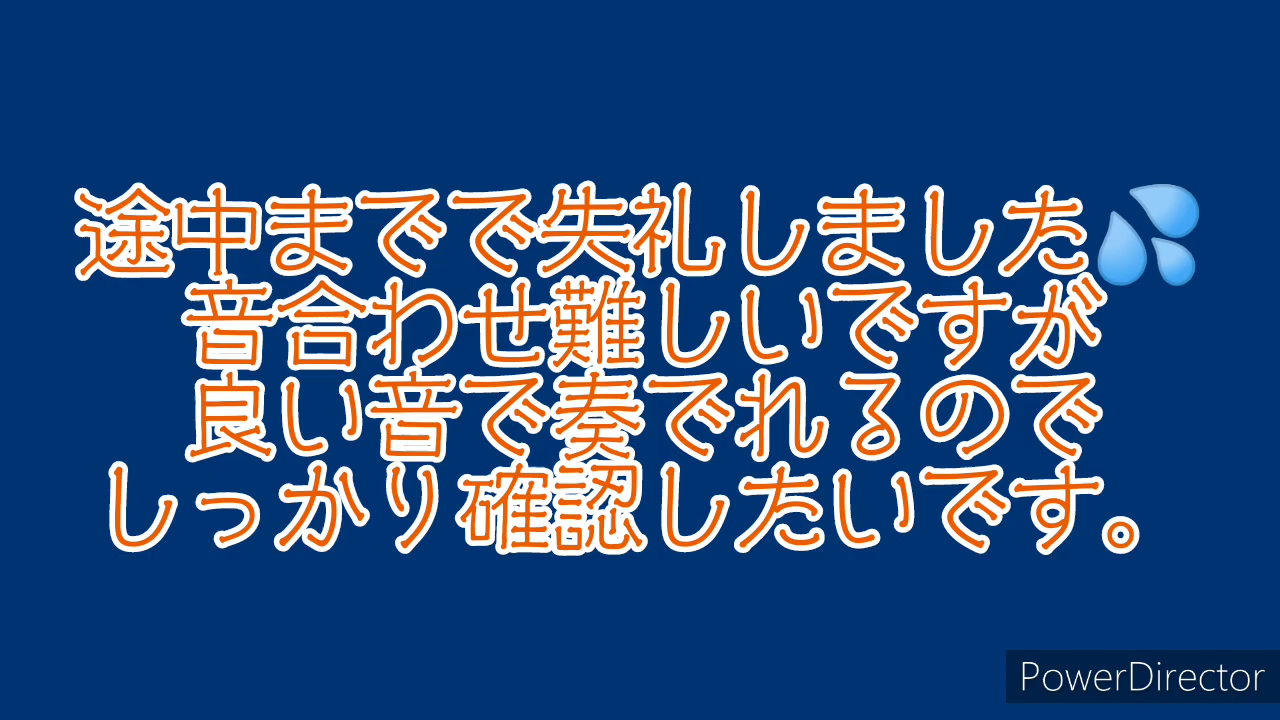 途中までで失礼しました💦
音合わせ難しいですが
良い音で奏でれるので
しっかり確認したいです。
PowerDirector